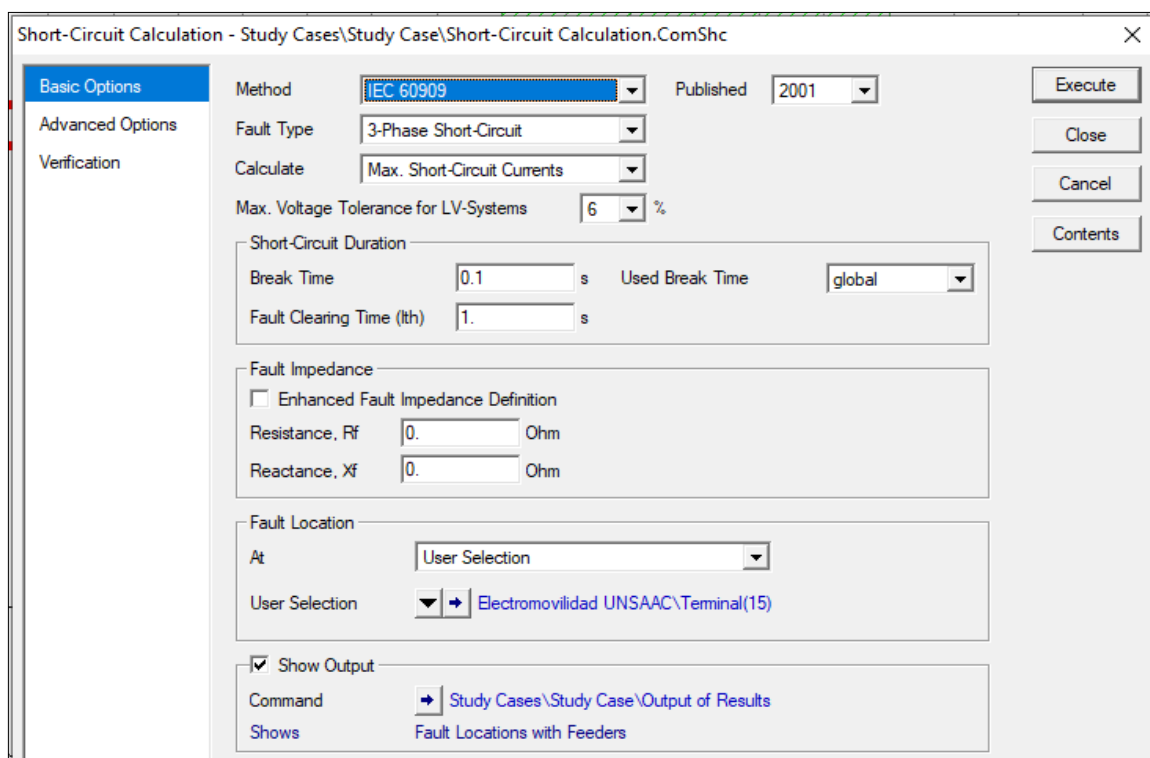 Short-Circuit Calculation - Study Cases\Study Case\Short-Circuit Calculation.ComShc
Basic Options
Advanced Options
Verification
Method IEC 60909 Published 2001
Fault Type 3-Phase Short-Circuit
Calculate Max. Short-Circuit Currents
Max. Voltage Tolerance for LV-Systems 6 %
Short-Circuit Duration
Break Time 0.1 s Used Break Time global
Fault Clearing Time (Ith) 1. s
Fault Impedance
Enhanced Fault Impedance Definition
Resistance, Rf 0. Ohm
Reactance, Xf 0. Ohm
Fault Location
At User Selection
User Selection Electromovilidad UNSAAC\Terminal(15)
Show Output
Command Study Cases\Study Case\Output of Results
Shows Fault Locations with Feeders
Execute
Close
Cancel
Contents